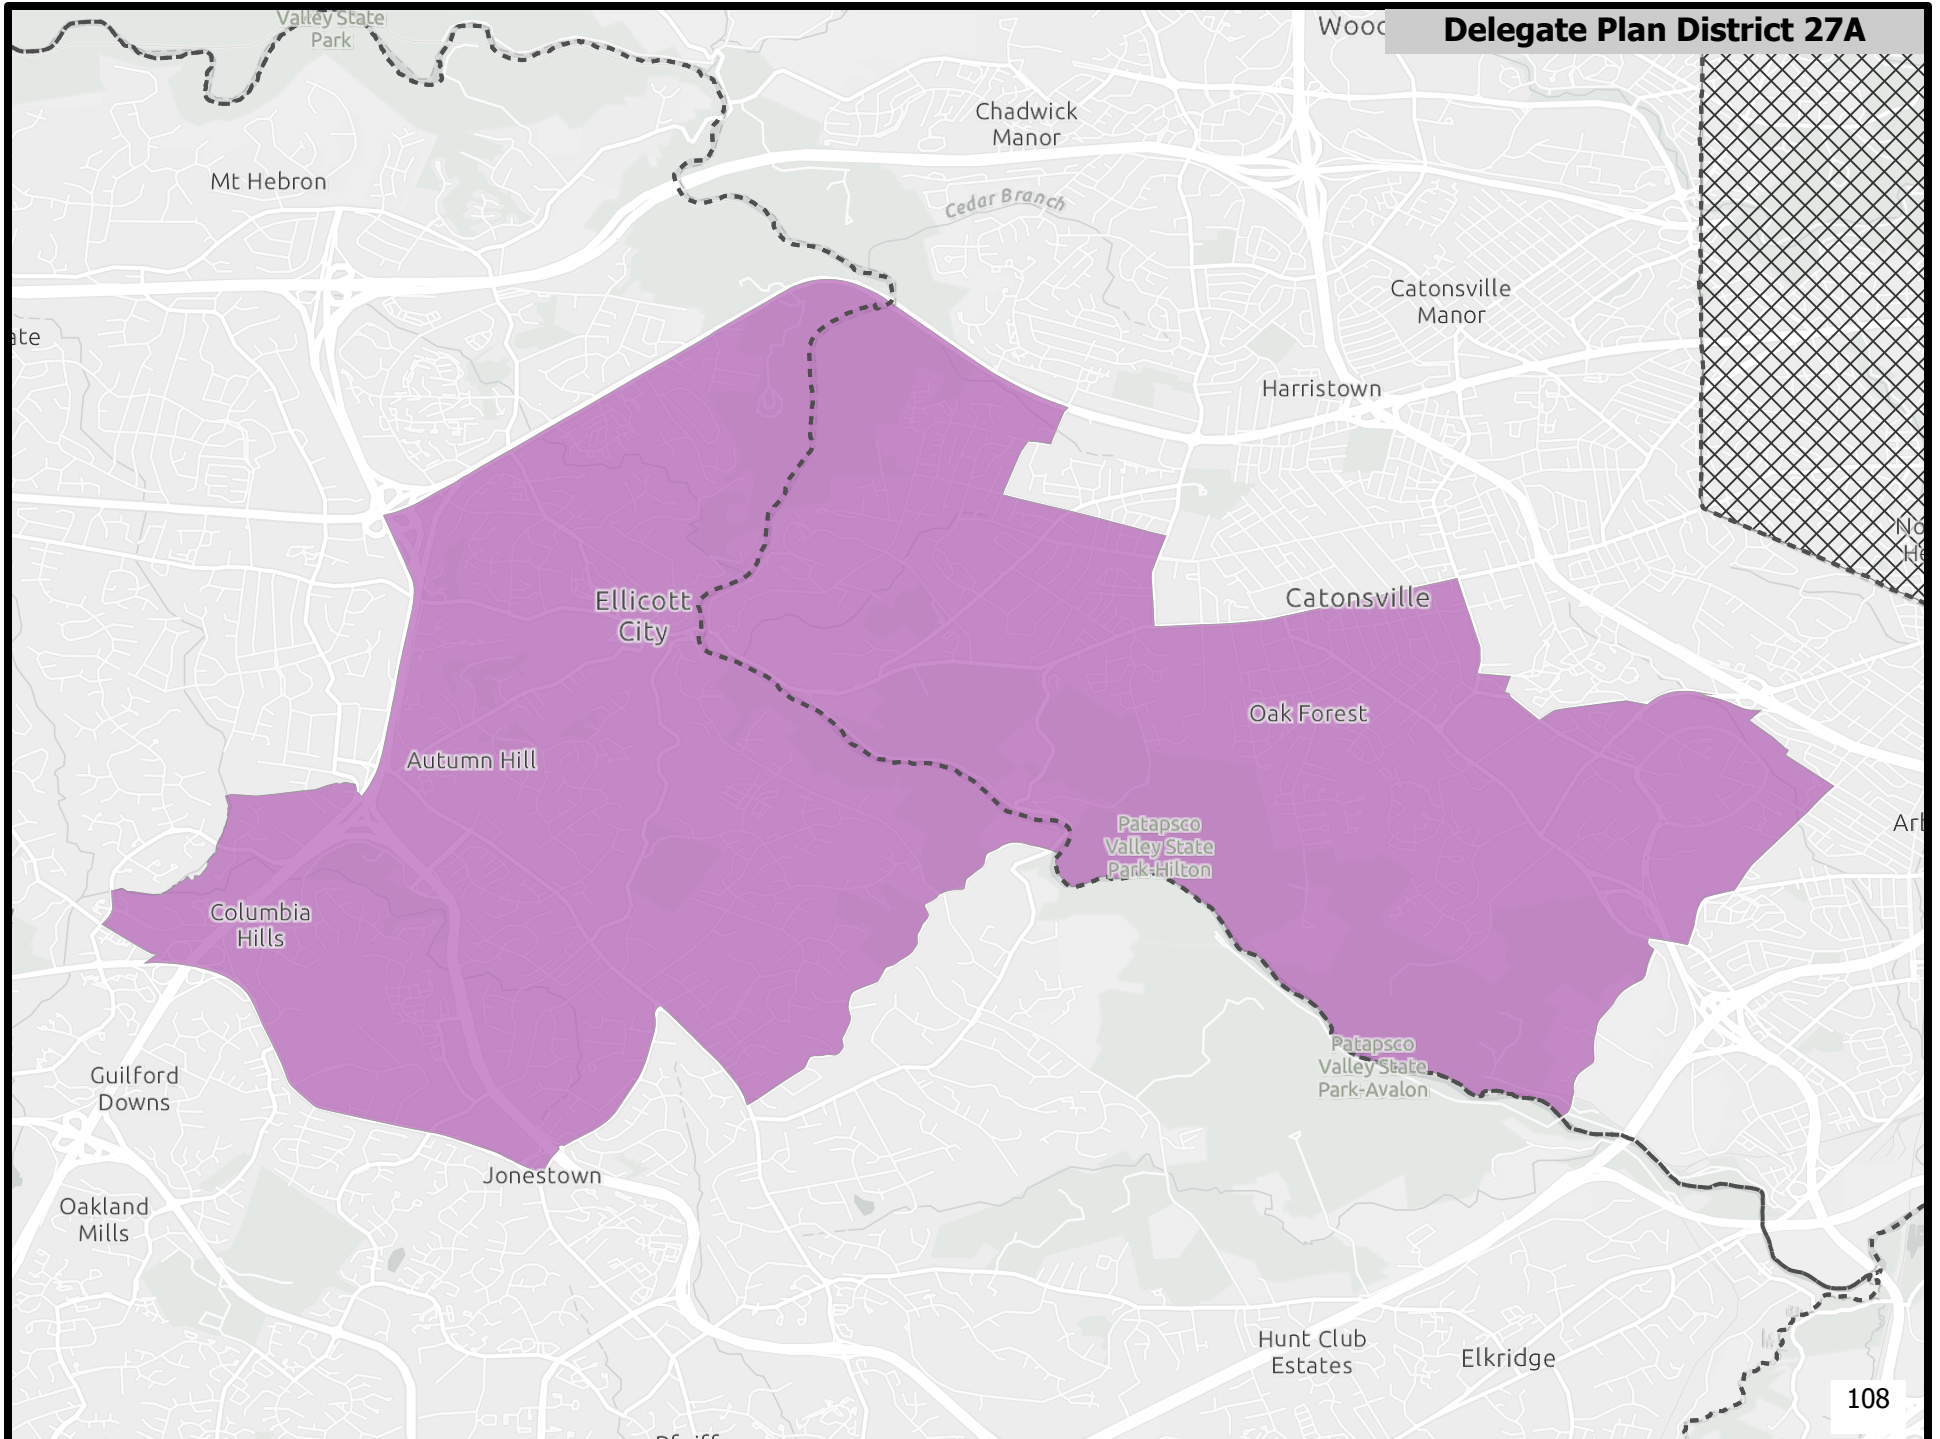 Delegate Plan District 27A
Valley State
Park
Chadwick
Manor
Mt Hebron
Cedar Branch
Catonsville
Manor
Harristown
Ellicott
City
Catonsville
Oak Forest
Autumn Hill
Patapsco
Valley State
Park-Hilton
Columbia
Hills
Patapsco
Valley State
Park-Avalon
Guilford
Downs
Jonestown
Oakland
Mills
Hunt Club
Estates
Elkridge
108